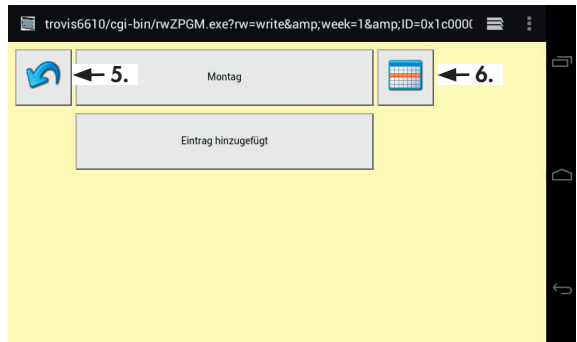 trovis6610/cgi-bin/rwZPGM.exe?rw=write&amp;week=1&amp;ID=0x1c000(
5.
Montag
6.
Eintrag hinzugefügt